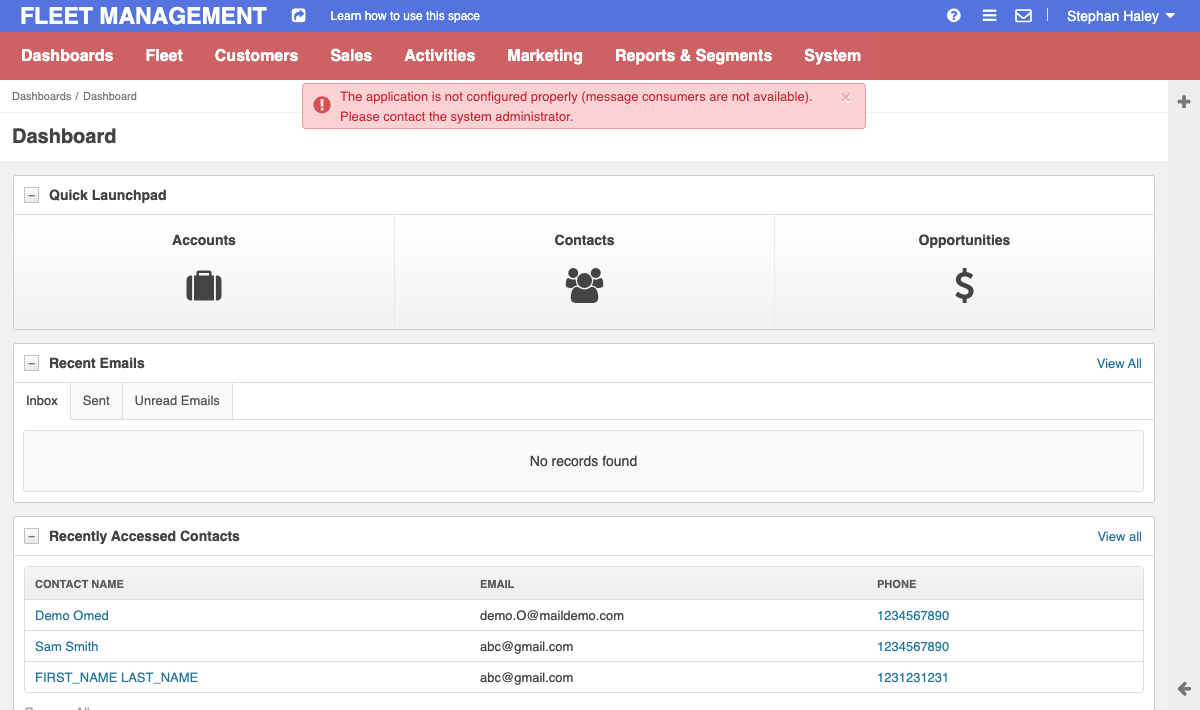 FLEET MANAGEMENT
Learn how to use this space
Stephan Haley
Dashboards
Fleet
Customers
Sales
Activities
Marketing
Reports & Segments
System
Dashboards / Dashboard
The application is not configured properly (message consumers are not available).
Please contact the system administrator.
×
Dashboard
Quick Launchpad
Accounts
Contacts
Opportunities
Recent Emails
View All
Inbox
Sent
Unread Emails
No records found
Recently Accessed Contacts
View all
CONTACT NAME
EMAIL
PHONE
Demo Omed
demo.O@maildemo.com
1234567890
Sam Smith
abc@gmail.com
1234567890
FIRST_NAME LAST_NAME
abc@gmail.com
1231231231